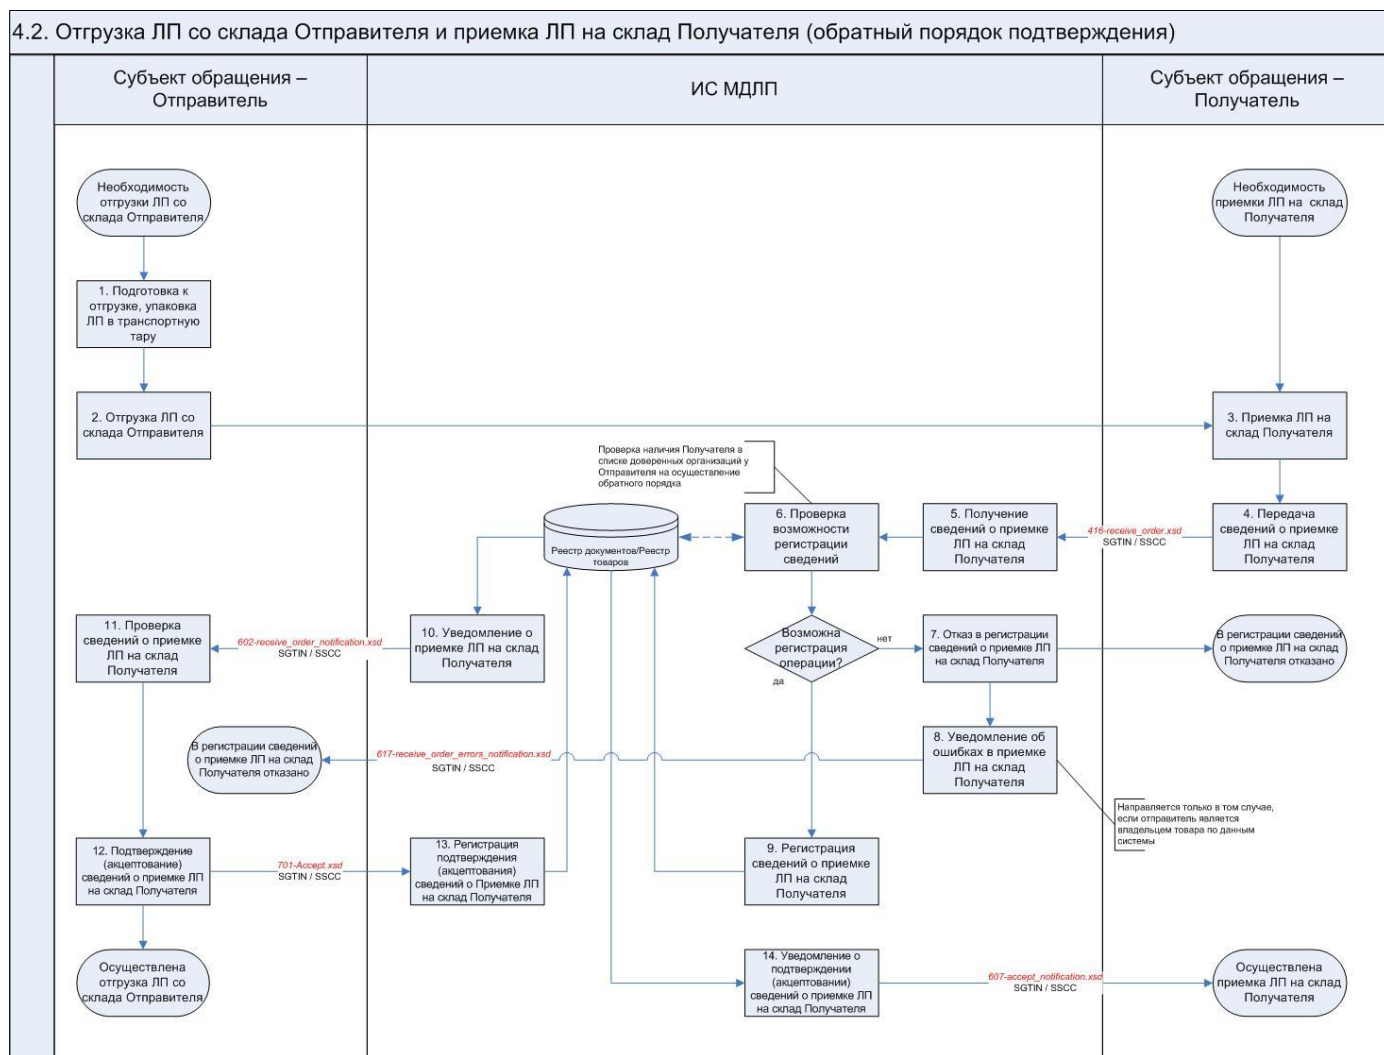 4.2. Отгрузка ЛП со склада Отправителя и приемка ЛП на склад Получателя (обратный порядок подтверждения)
Субъект обращения –
Отправитель
ИС МДЛП
Субъект обращения –
Получатель
Необходимость
отгрузки ЛП со
склада Отправителя
Необходимость
приемки ЛП на склад
Получателя
1. Подготовка к
отгрузке, упаковка
ЛП в транспортную
тару
2. Отгрузка ЛП со
склада Отправителя
3. Приемка ЛП на
склад Получателя
Проверка наличия Получателя в
списке доверенных организаций у
Отправителя на осуществление
обратного порядка
Реестр документов/Реестр
товаров
6. Проверка
возможности
регистрации
сведений
5. Получение
сведений о приемке
ЛП на склад
Получателя
416-receive_order.xsd
SGTIN / SSCC
4. Передача
сведений о приемке
ЛП на склад
Получателя
11. Проверка
сведений о приемке
ЛП на склад
Получателя
602-receive_order_notification.xsd
SGTIN / SSCC
10. Уведомление о
приемке ЛП на склад
Получателя
Возможна
регистрация
операции?
нет
да
7. Отказ в регистрации
сведений о приемке ЛП
на склад Получателя
В регистрации сведений
о приемке ЛП на склад
Получателя отказано
В регистрации сведений
о приемке ЛП на склад
Получателя отказано
617-receive_order_errors_notification.xsd
SGTIN / SSCC
8. Уведомление об
ошибках в приемке
ЛП на склад
Получателя
Направляется только в том случае,
если отправитель является
владельцем товара по данным
системы
12. Подтверждение
(акцептование)
сведений о приемке ЛП
на склад Получателя
701-Accept.xsd
SGTIN / SSCC
13. Регистрация
подтверждения
(акцептования)
сведений о Приемке ЛП
на склад Получателя
9. Регистрация
сведений о приемке
ЛП на склад
Получателя
Осуществлена
отгрузка ЛП со
склада Отправителя
14. Уведомление о
подтверждении
(акцептовании)
сведений о приемке ЛП
на склад Получателя
607-accept_notification.xsd
SGTIN / SSCC
Осуществлена
приемка ЛП на склад
Получателя